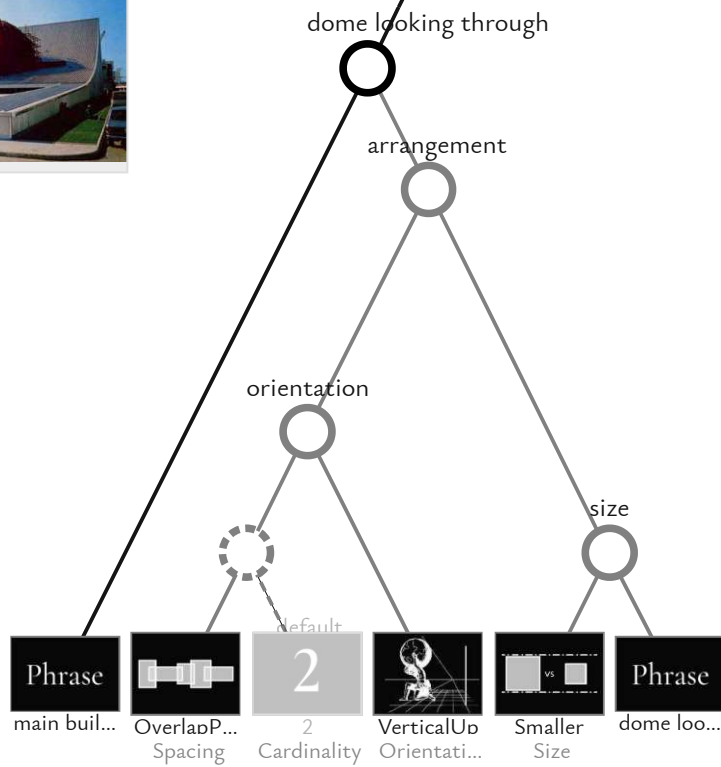 dome looking through
arrangement
orientation
size
default
Phrase
2
vs
Phrase
main buil...
OverlapP...
2
VerticalUp
Smaller
dome loo...
Spacing
Cardinality
Orientati...
Size